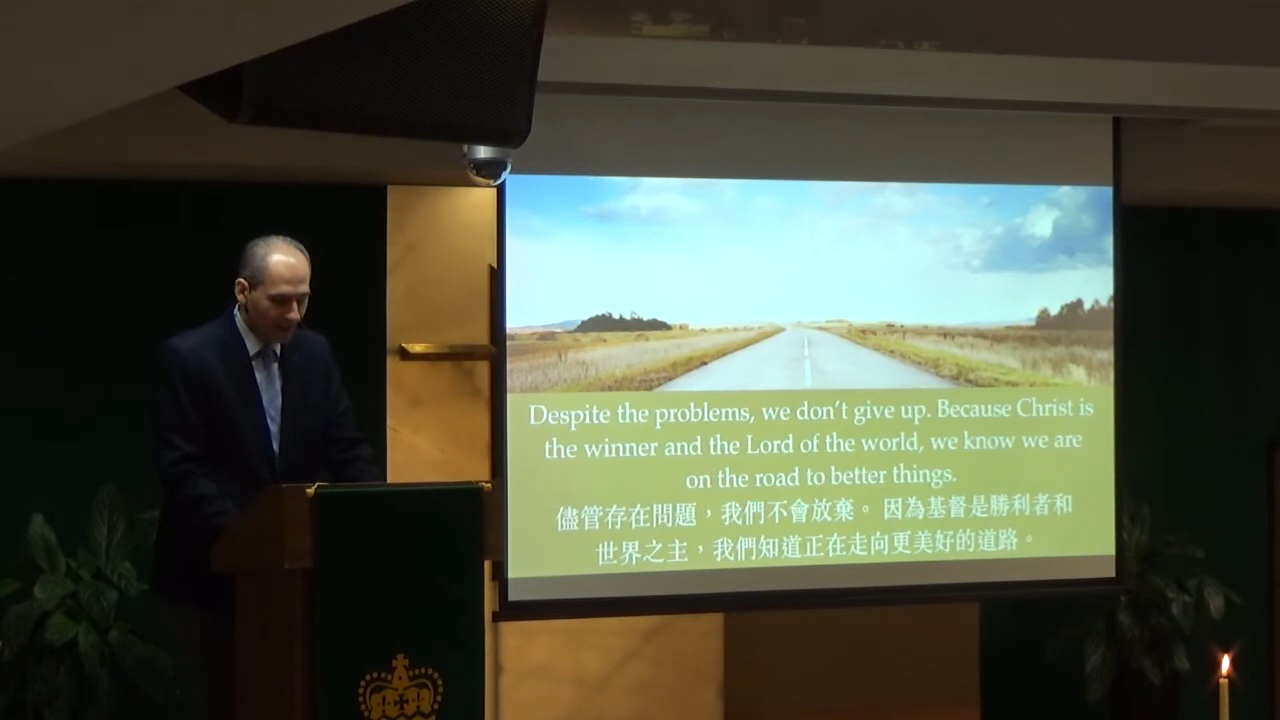 Despite the problems, we don't give up. Because Christ is
the winner and the Lord of the world, we know we are
on the road to better things.
儘管存在問題，我們不會放棄。 因為基督是勝利者和
世界之主，我們知道正在走向更美好的道路。